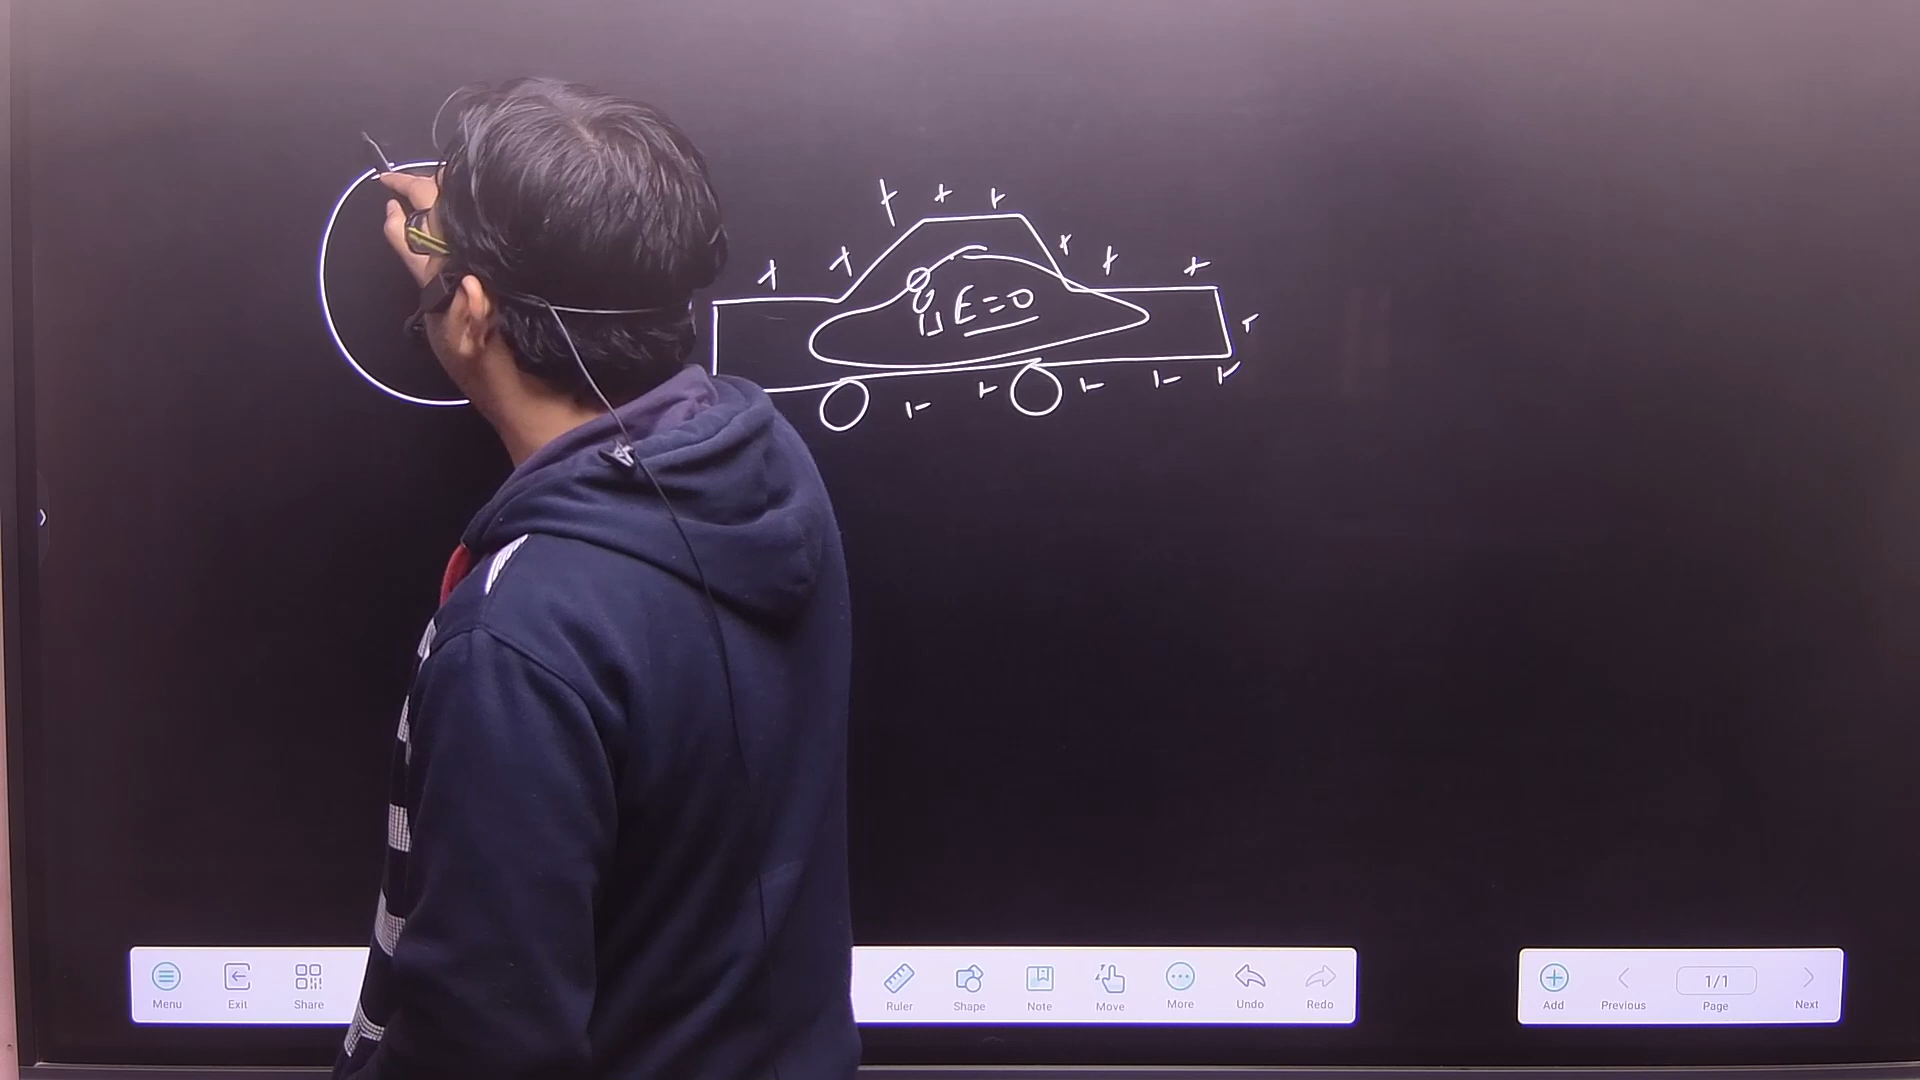 + + +
+ + + + +
E = 0
+
+ + + + +
Menu Exit Share Ruler Shape Note Move More Undo Redo Add Previous 1/1 Page Next